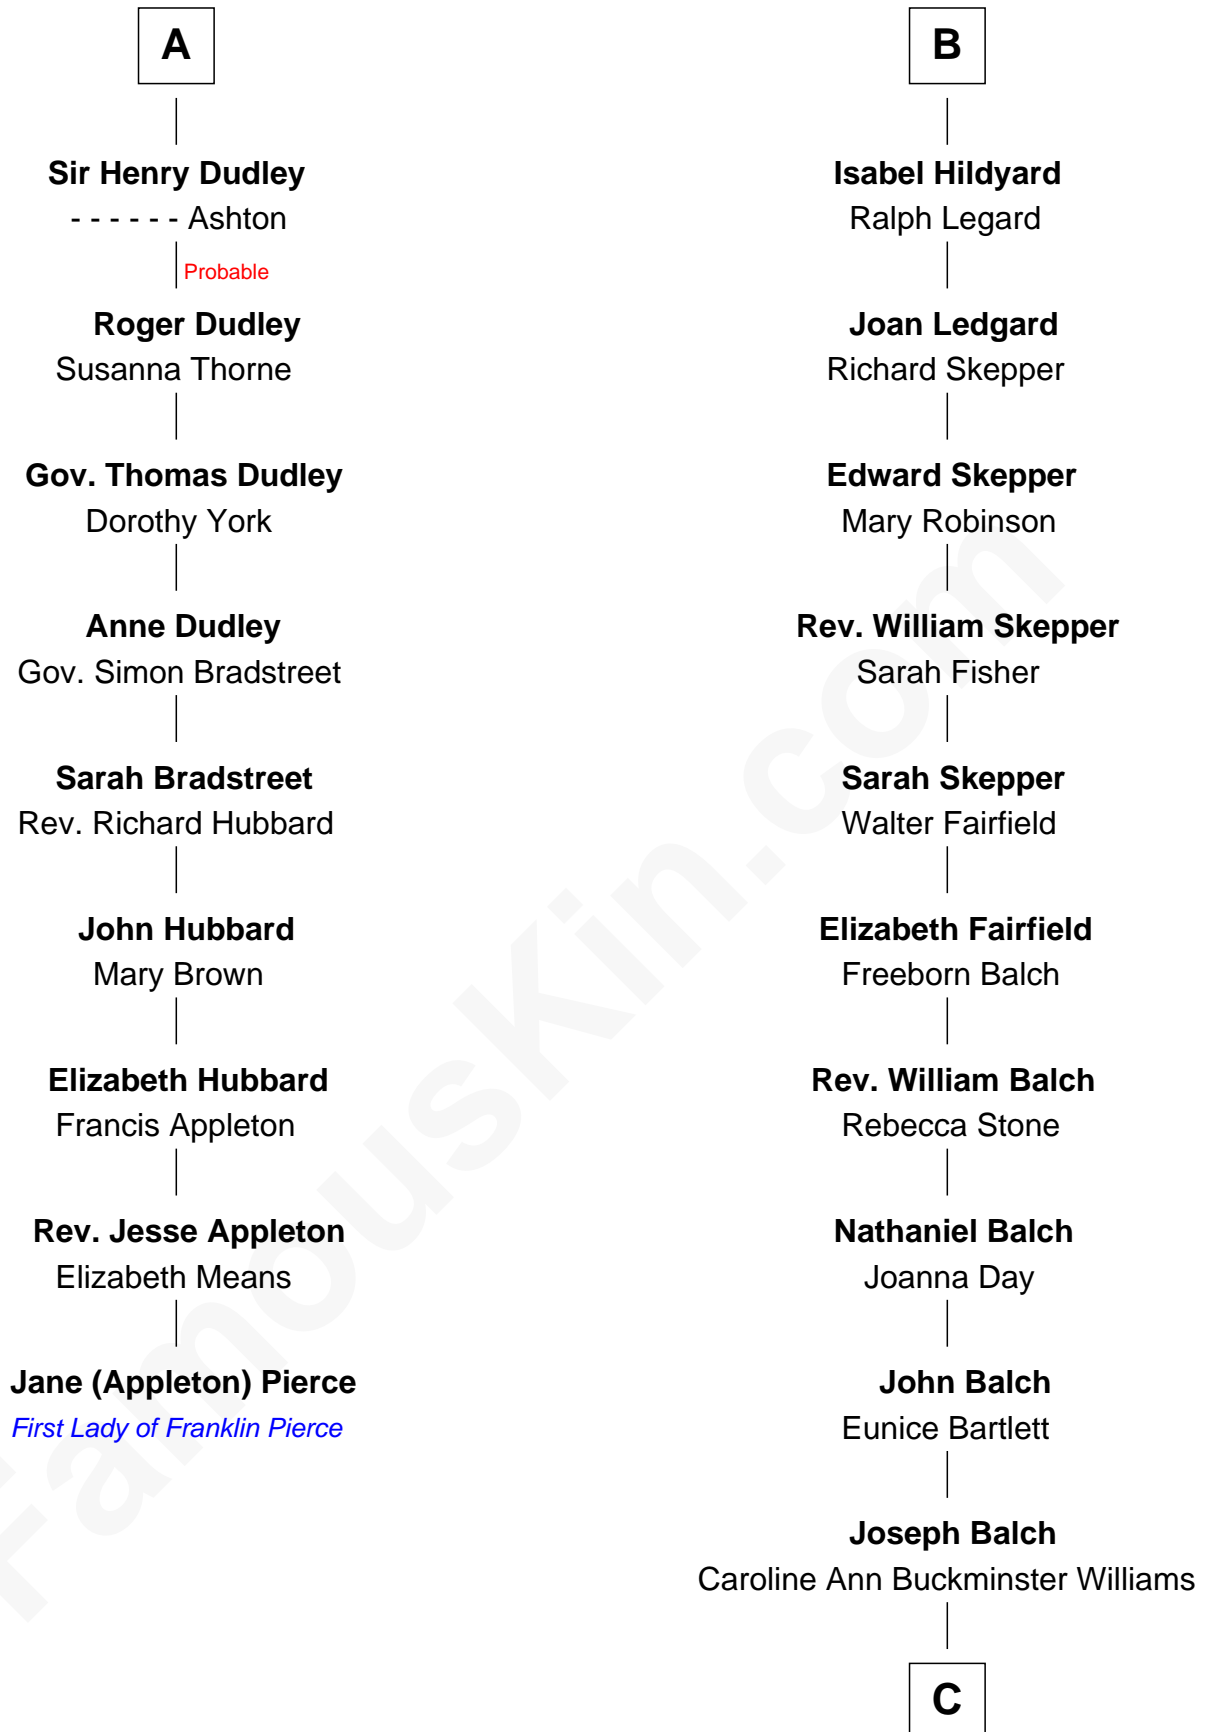 A
Sir Henry Dudley
- - - - - - Ashton
Probable
Roger Dudley
Susanna Thorne
Gov. Thomas Dudley
Dorothy York
Anne Dudley
Gov. Simon Bradstreet
Sarah Bradstreet
Rev. Richard Hubbard
John Hubbard
Mary Brown
Elizabeth Hubbard
Francis Appleton
Rev. Jesse Appleton
Elizabeth Means
Jane (Appleton) Pierce
First Lady of Franklin Pierce
B
Isabel Hildyard
Ralph Legard
Joan Ledgard
Richard Skepper
Edward Skepper
Mary Robinson
Rev. William Skepper
Sarah Fisher
Sarah Skepper
Walter Fairfield
Elizabeth Fairfield
Freeborn Balch
Rev. William Balch
Rebecca Stone
Nathaniel Balch
Joanna Day
John Balch
Eunice Bartlett
Joseph Balch
Caroline Ann Buckminster Williams
C
FamousKin.com